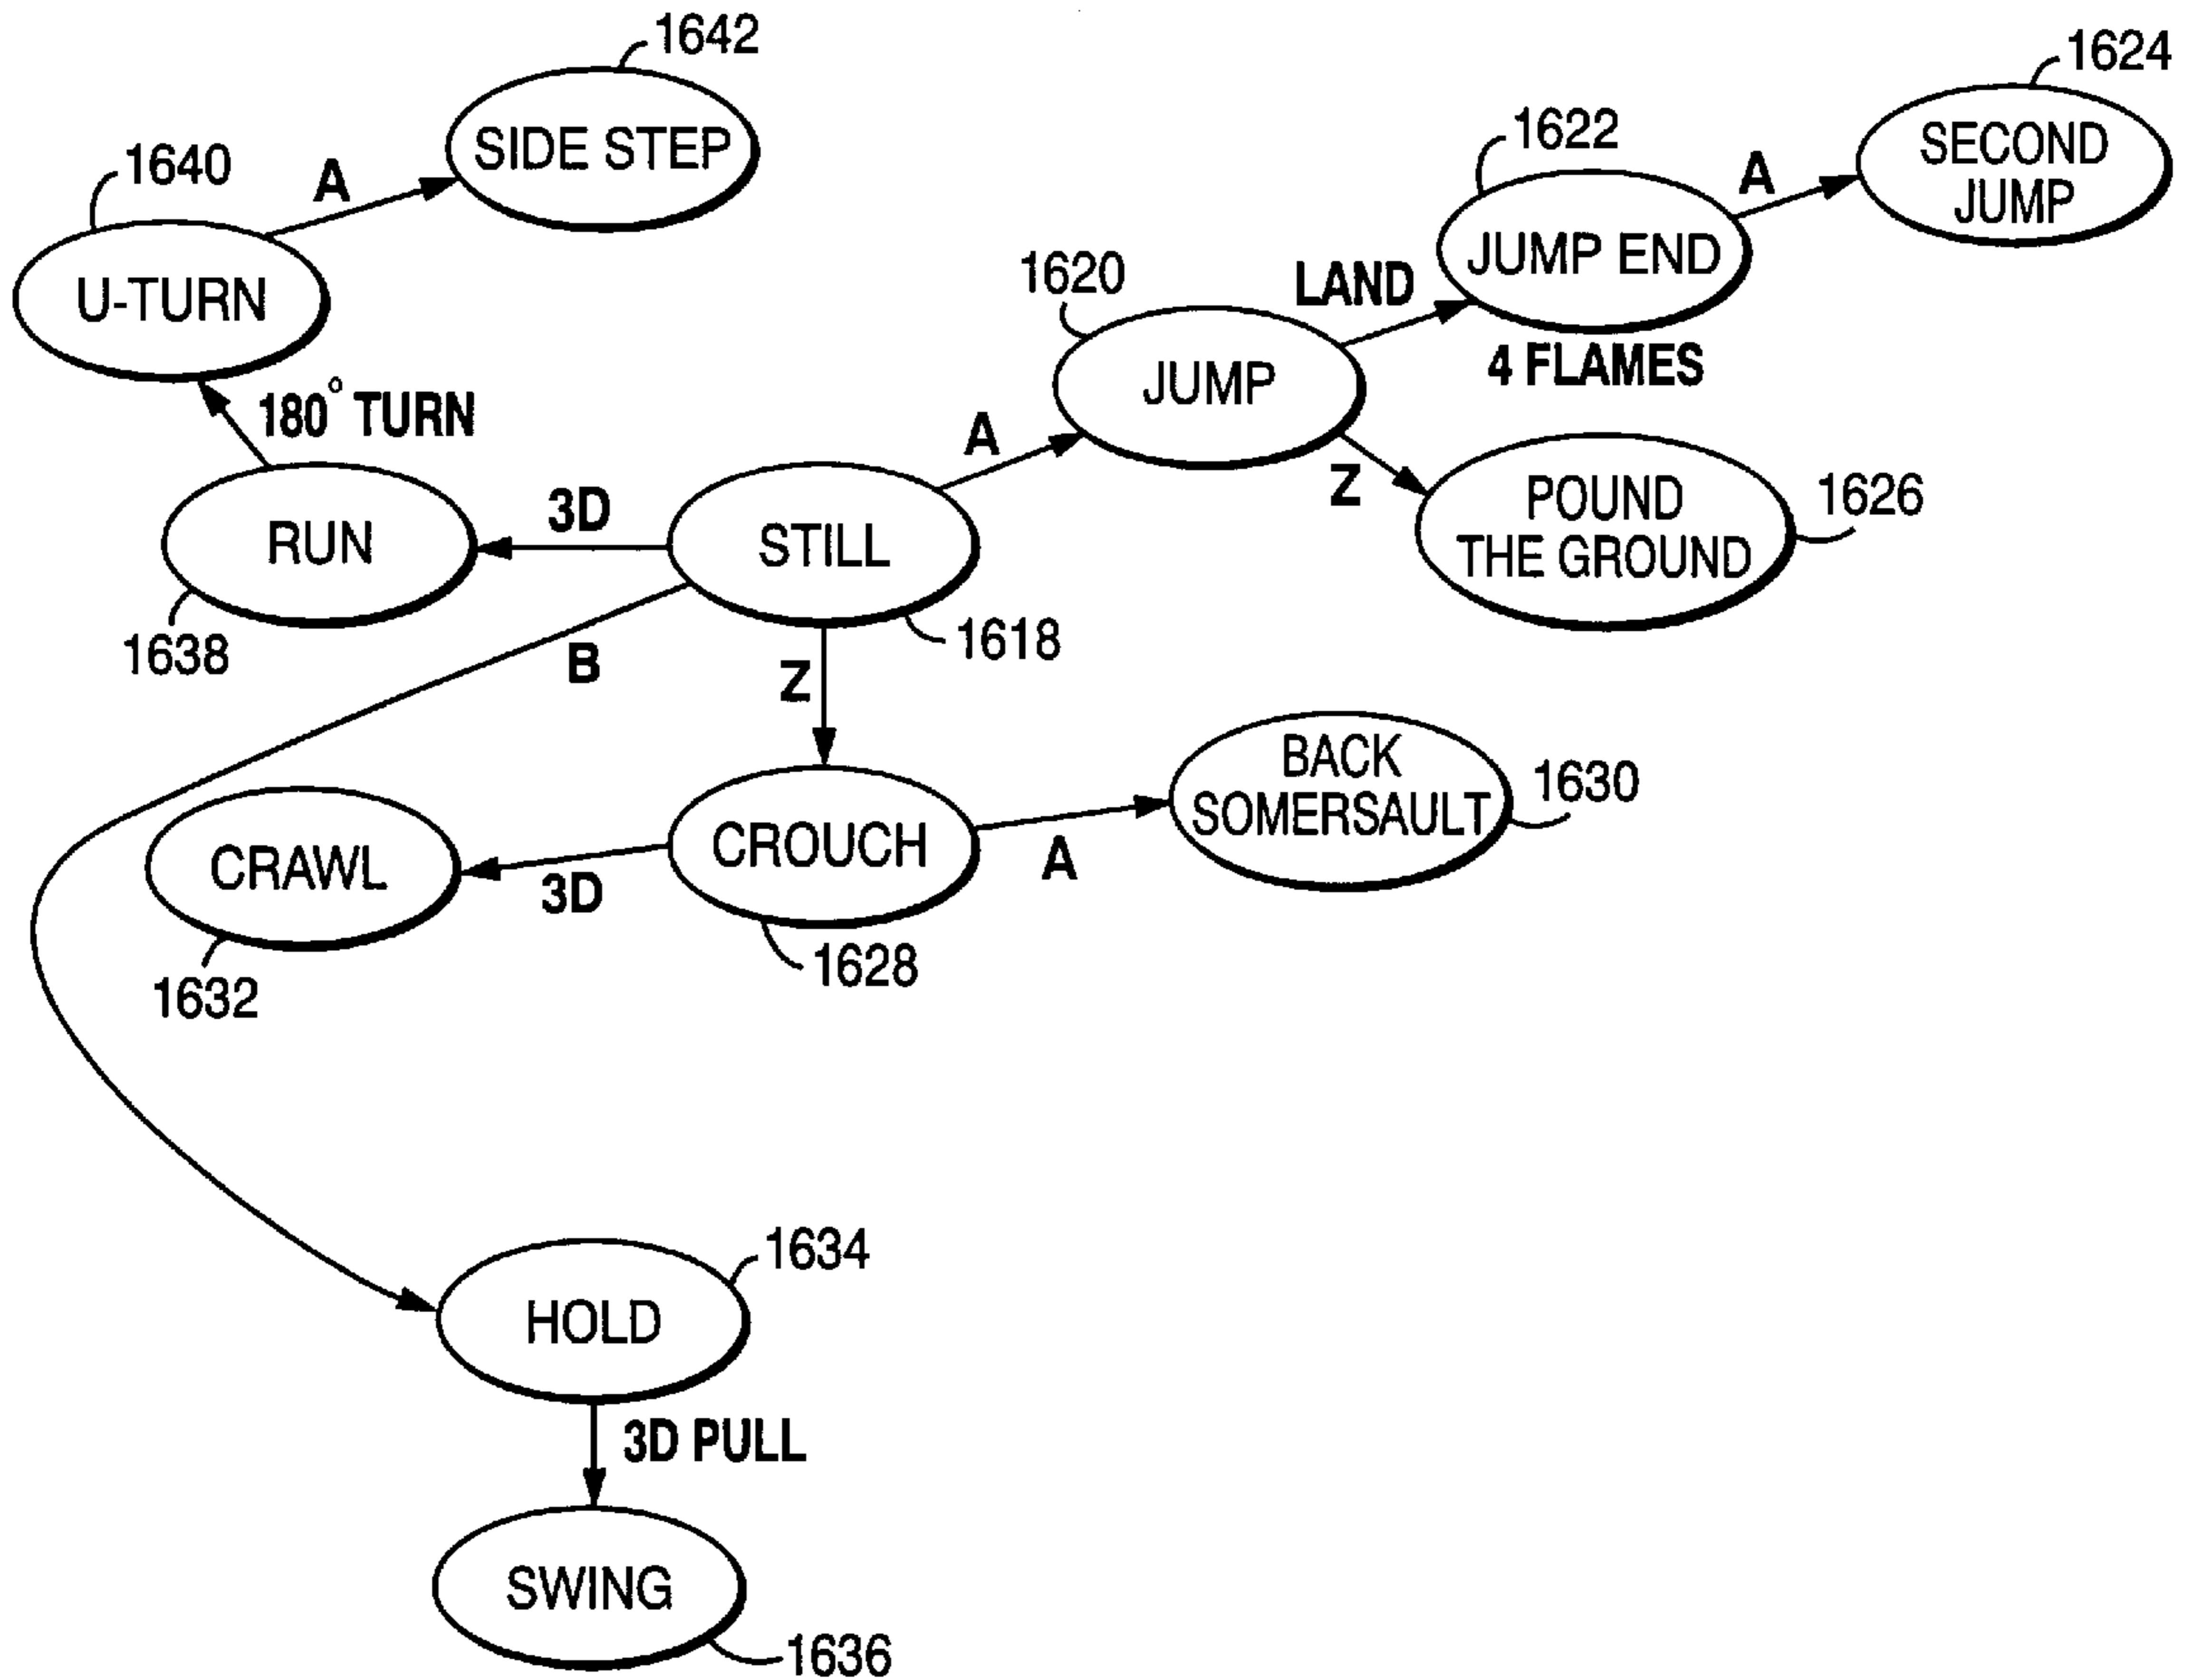 1642
SIDE STEP
1640
A
U-TURN
180° TURN
RUN
1638
3D
STILL
1618
A
1620
JUMP
LAND
1622
JUMP END
4 FLAMES
A
1624
SECOND
JUMP
Z
POUND
THE GROUND
1626
B
Z
CROUCH
1628
A
BACK
SOMERSAULT
1630
3D
CRAWL
1632
1634
HOLD
3D PULL
SWING
1636